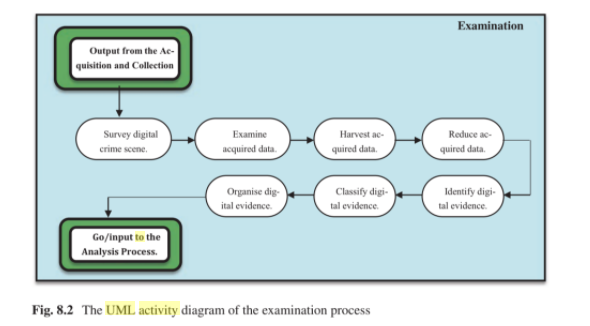 Examination
Output from the Ac-
quisition and Collection
Survey digital
crime scene.
Examine
acquired data.
Harvest ac-
quired data.
Reduce ac-
quired data.
Identify digi-
tal evidence.
Classify digi-
tal evidence.
Organise dig-
ital evidence.
Go/input to the
Analysis Process.
Fig. 8.2 The UML activity diagram of the examination process